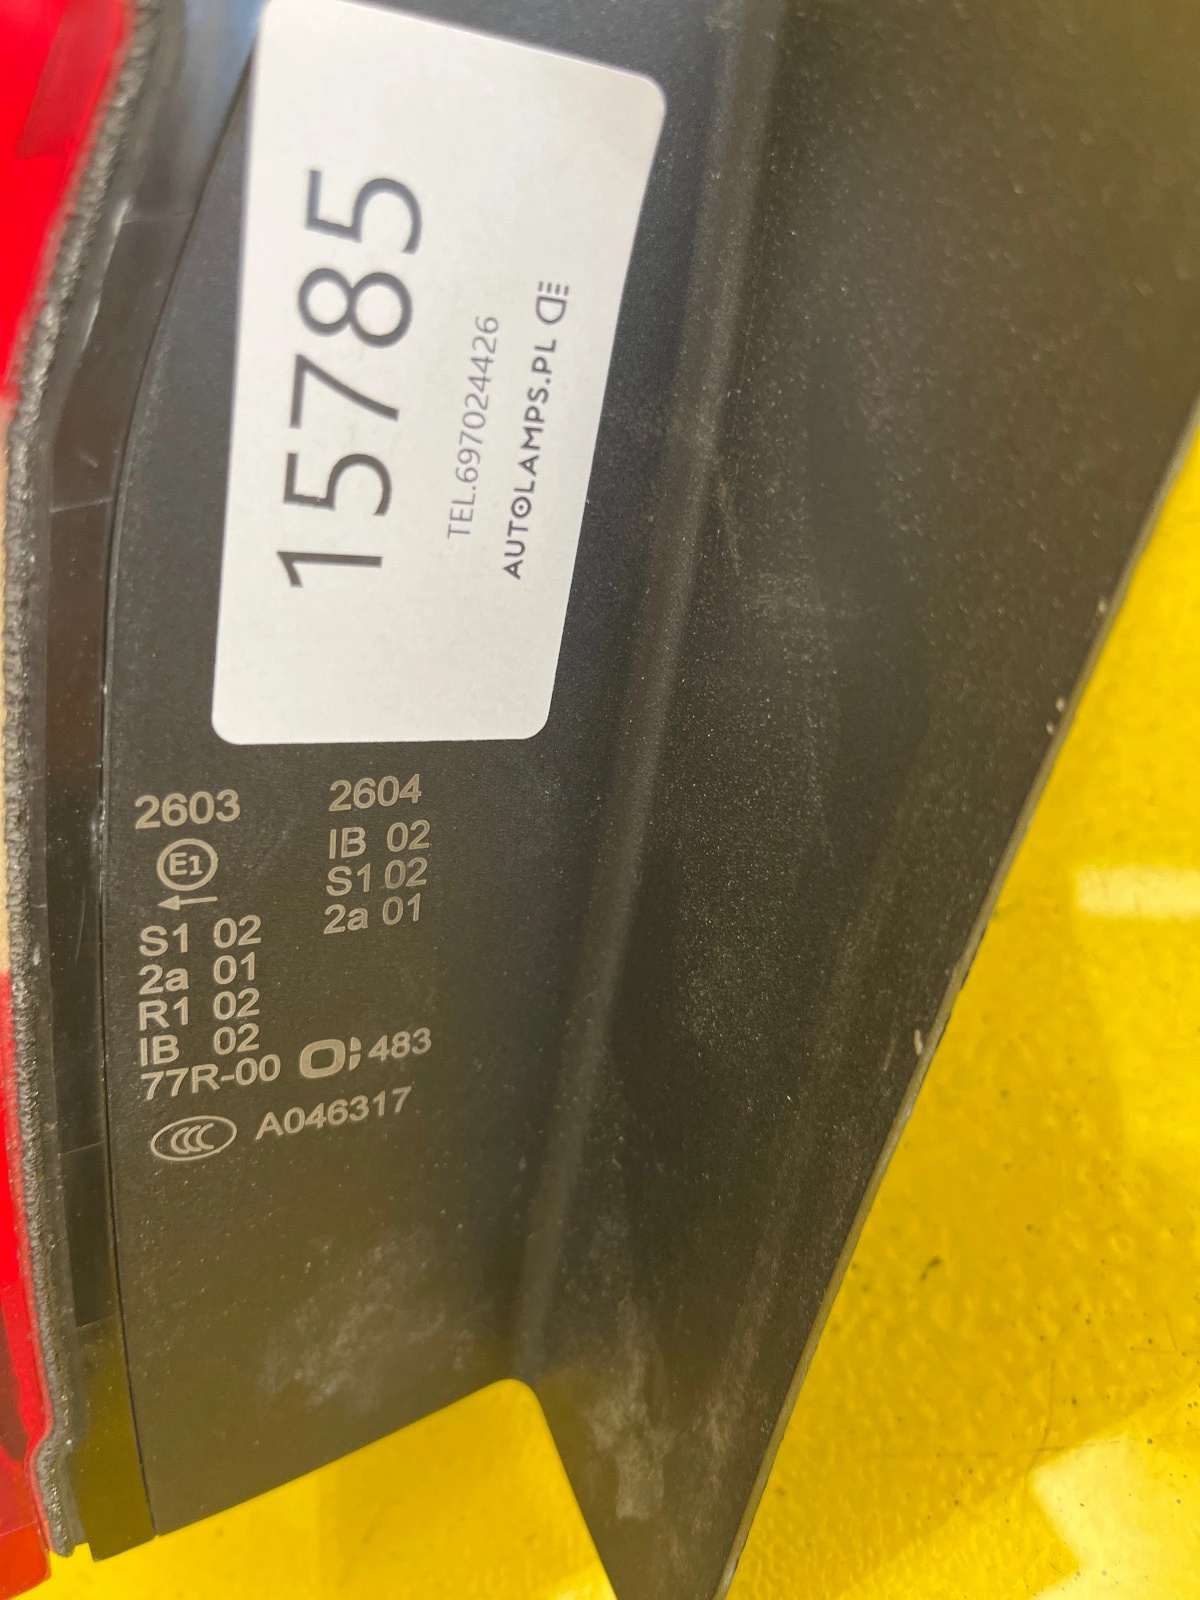 15785
TEL.697024426
AUTOLAMPS.PL
2603
E1
S1 02
2a 01
R1 02
IB 02
77R-00 483
CCC A046317
2604
IB 02
S1 02
2a 01